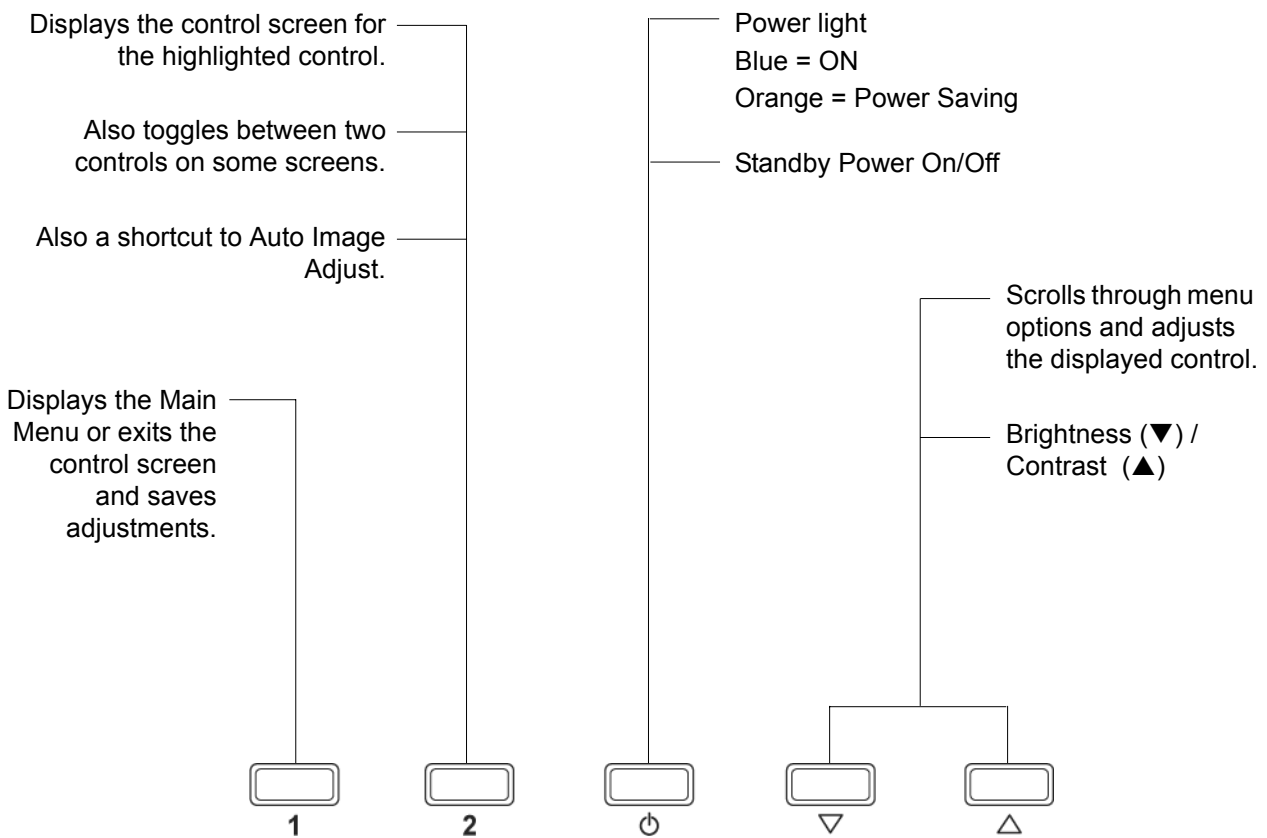 Displays the control screen for
the highlighted control.
Also toggles between two
controls on some screens.
Also a shortcut to Auto Image
Adjust.
Displays the Main
Menu or exits the
control screen
and saves
adjustments.
Power light
Blue = ON
Orange = Power Saving
Standby Power On/Off
Scrolls through menu
options and adjusts
the displayed control.
Brightness (▼) /
Contrast (▲)
1
2